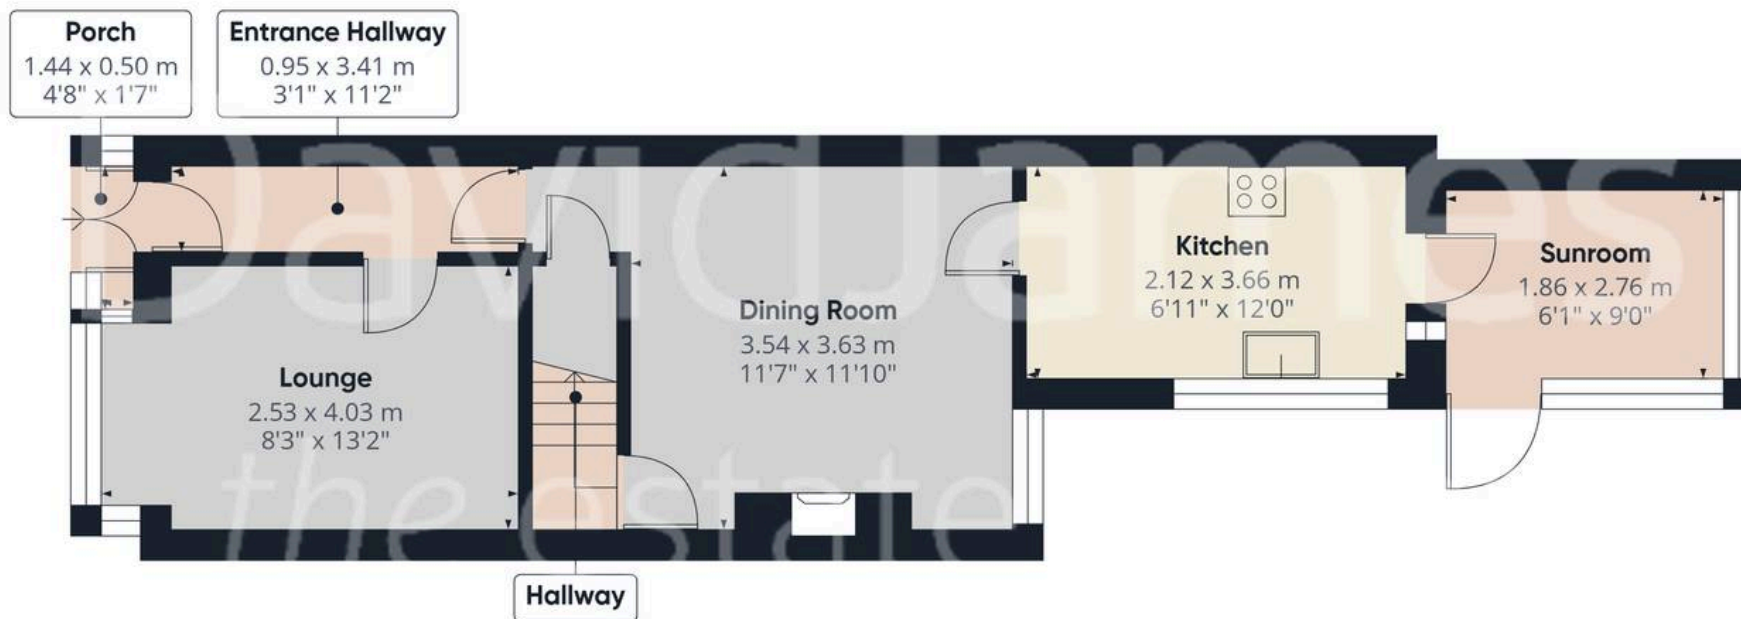 Porch
1.44 x 0.50 m
4'8" x 1'7"
Entrance Hallway
0.95 x 3.41 m
3'1" x 11'2"
DavidJames
Kitchen
2.12 x 3.66 m
6'11" x 12'0"
Sunroom
1.86 x 2.76 m
6'1" x 9'0"
Dining Room
3.54 x 3.63 m
11'7" x 11'10"
Lounge
2.53 x 4.03 m
8'3" x 13'2"
the estate
Hallway